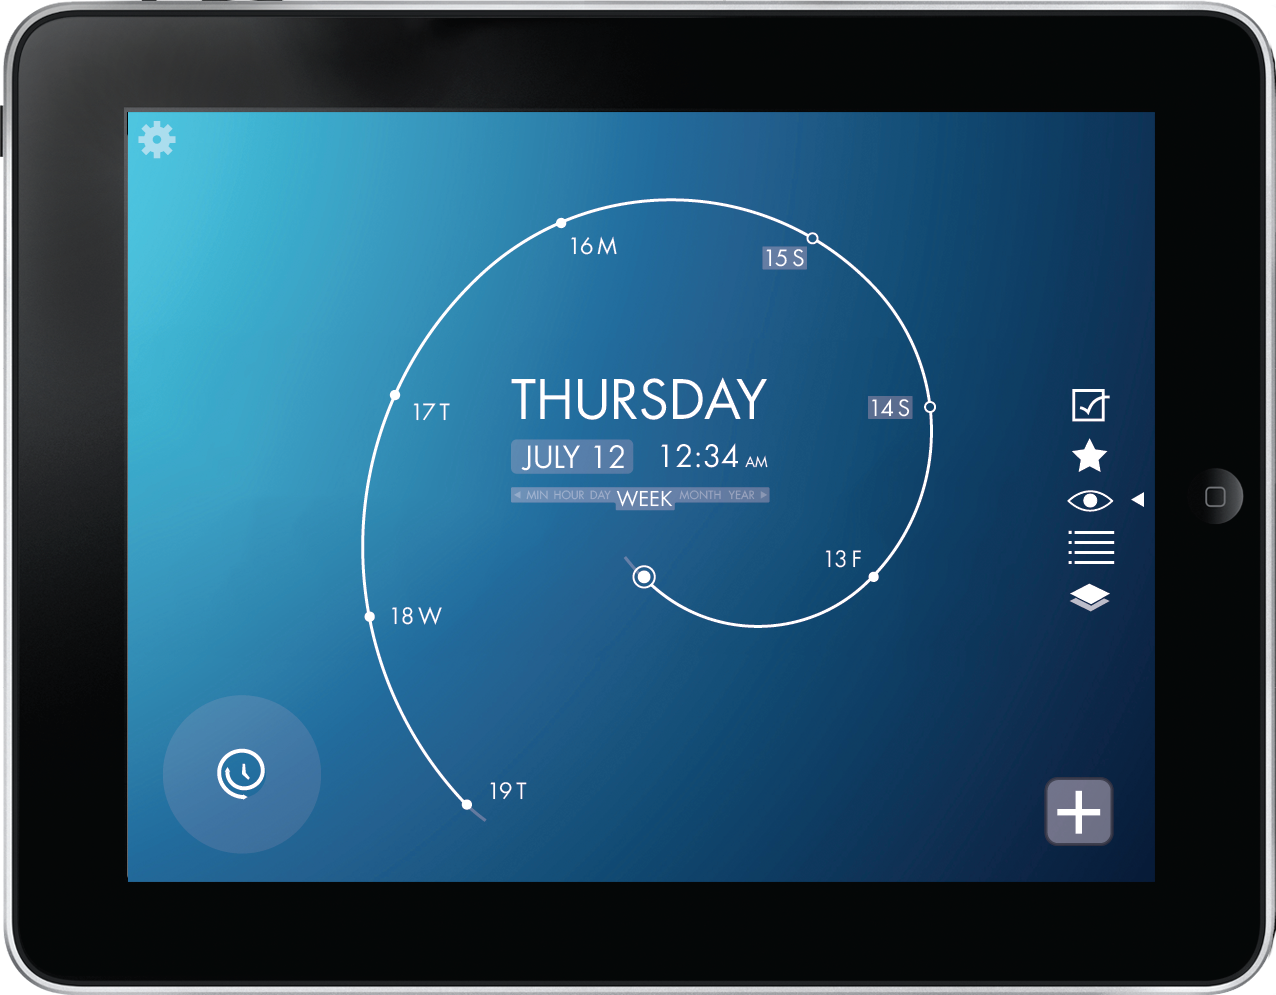 16 M
15 S
17 T
THURSDAY
14 S
JULY 12 12:34 AM
MIN HOUR DAY WEEK MONTH YEAR
13 F
18 W
19 T